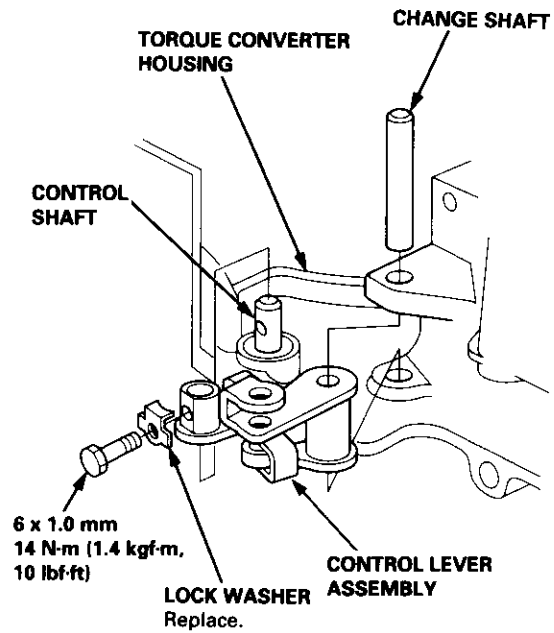 CHANGE SHAFT
TORQUE CONVERTER
HOUSING
CONTROL
SHAFT
6 x 1.0 mm
14 N·m (1.4 kgf·m,
10 lbf·ft)
LOCK WASHER
Replace.
CONTROL LEVER
ASSEMBLY